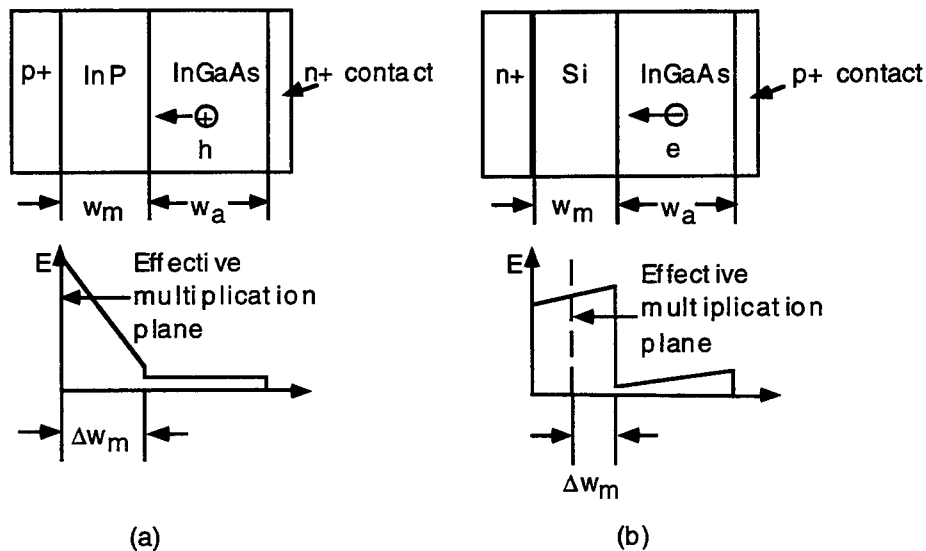 p+ InP InGaAs n+ contact
h
wm wa
E Effective
multiplication
plane
Δwm
(a)
n+ Si InGaAs p+ contact
e
wm wa
E Effective
multiplication
plane
Δwm
(b)